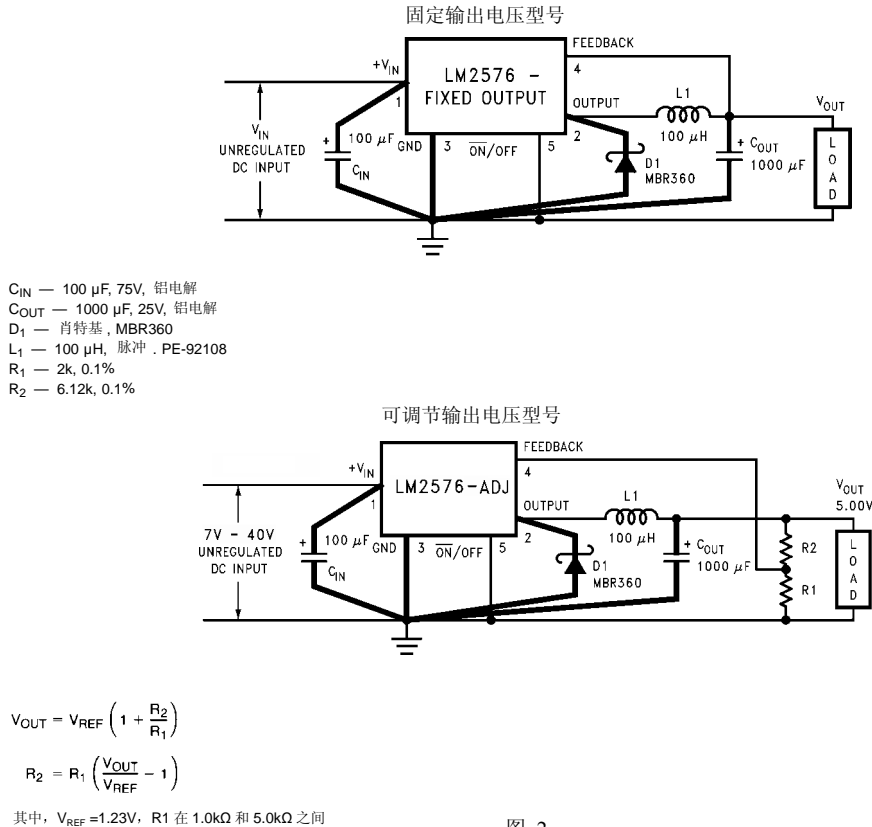 固定输出电压型号
FEEDBACK
+VIN
4
LM2576 -
FIXED OUTPUT
OUTPUT
L1
VOUT
1
VIN
UNREGULATED
DC INPUT
+
100 μF
CIN
GND
3
ON/OFF
5
2
100 μH
D1
MBR360
+
COUT
1000 μF
LOAD
CIN — 100 μF, 75V, 铝电解
COUT — 1000 μF, 25V, 铝电解
D1 — 肖特基 , MBR360
L1 — 100 μH, 脉冲 . PE-92108
R1 — 2k, 0.1%
R2 — 6.12k, 0.1%
可调节输出电压型号
FEEDBACK
+VIN
4
LM2576-ADJ
OUTPUT
L1
VOUT
5.00V
1
7V - 40V
UNREGULATED
DC INPUT
+
100 μF
CIN
GND
3
ON/OFF
5
2
100 μH
D1
MBR360
+
COUT
1000 μF
R2
R1
LOAD
VOUT = VREF (1 + R2/R1)
R2 = R1 (VOUT/VREF - 1)
其中，VREF =1.23V，R1 在 1.0kΩ 和 5.0kΩ 之间